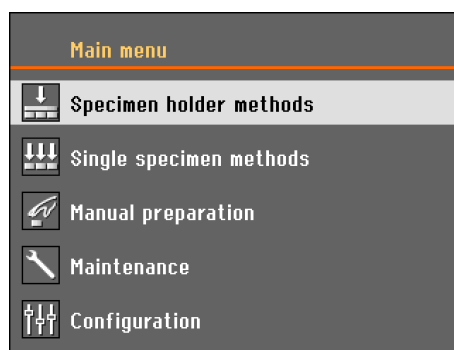 Main menu
Specimen holder methods
Single specimen methods
Manual preparation
Maintenance
Configuration